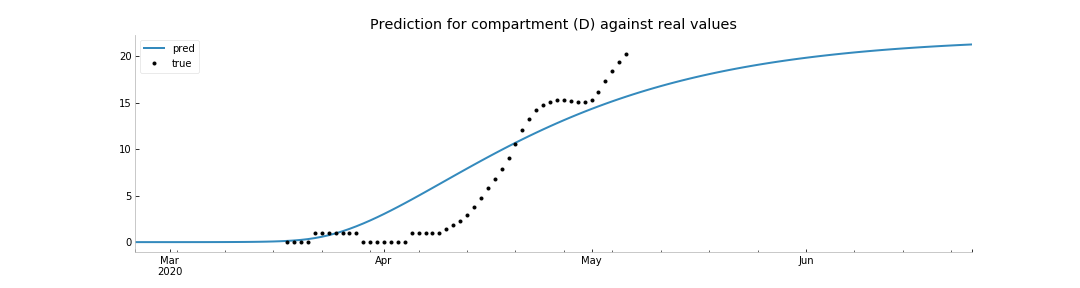 Prediction for compartment (D) against real values
pred
true
20
15
10
5
0
Mar
2020
Apr
May
Jun